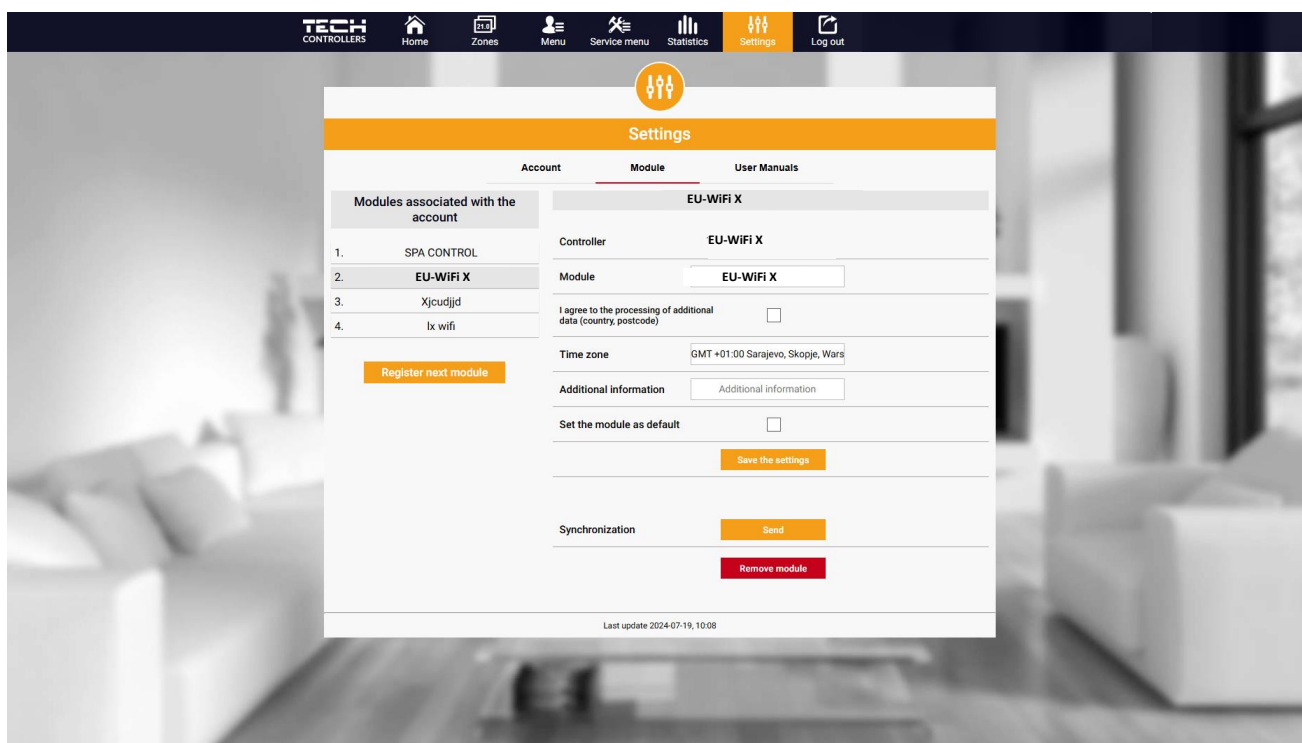 TECH
CONTROLLERS
Home
21.0
Zones
Menu
Service menu
Statistics
Settings
Log out
Settings
Account
Module
User Manuals
Modules associated with the
account
1. SPA CONTROL
2. EU-WiFi X
3. Xjcudjjd
4. lx wifi
Register next module
EU-WiFi X
Controller EU-WiFi X
Module EU-WiFi X
I agree to the processing of additional
data (country, postcode)
Time zone GMT +01:00 Sarajevo, Skopje, Wars
Additional information Additional information
Set the module as default
Save the settings
Synchronization Send
Remove module
Last update 2024-07-19, 10:08